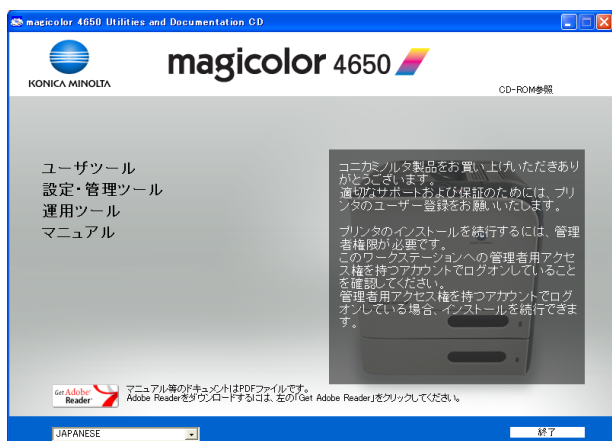 magicolor 4650 Utilities and Documentation CD
KONICA MINOLTA
magicolor 4650
CD-ROM参照
ユーザツール
設定・管理ツール
運用ツール
マニュアル
コニカミノルタ製品をお買い上げいただきあり
がとうございます。
適切なサポートおよび保証のためには、プリ
ンタのユーザー登録をお願いいたします。
プリンタのインストールを続行するには、管理
者権限が必要です。
このワークステーションへの管理者用アクセ
ス権を持つアカウントでログオンしていること
を確認してください。
管理者用アクセス権を持つアカウントでログ
オンしている場合、インストールを続行できま
す。
Get Adobe
Reader
マニュアル等のドキュメントはPDFファイルです。
Adobe Readerをダウンロードするには、左の「Get Adobe Reader」をクリックしてください。
JAPANESE
終了